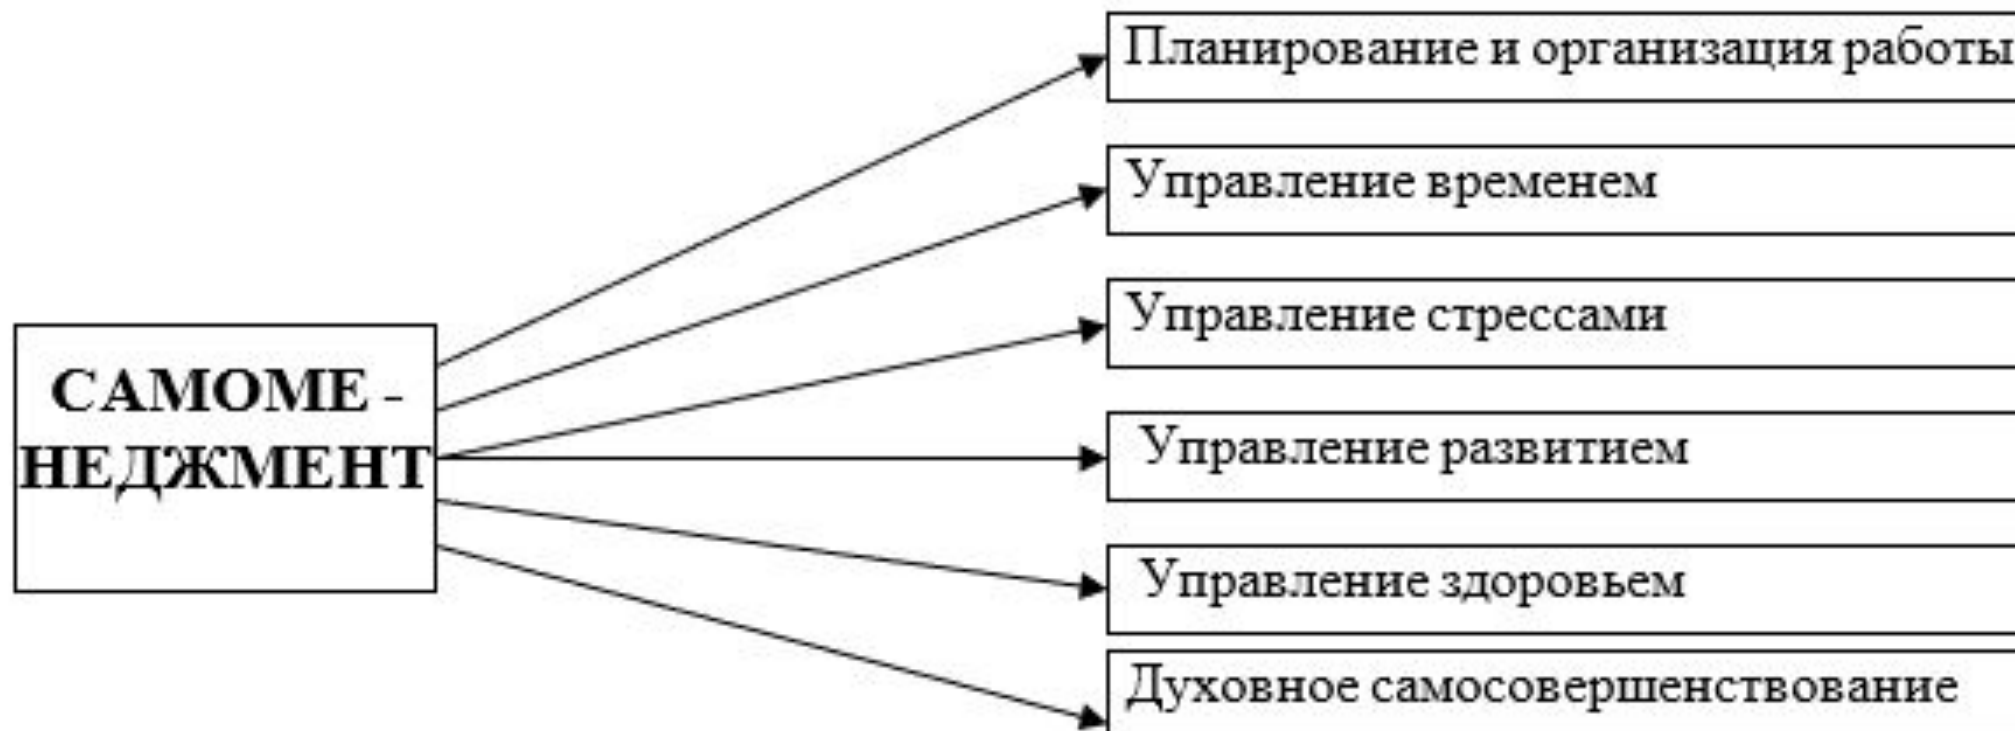 Планирование и организация работы
Управление временем
Управление стрессами
САМОМЕ -
НЕДЖМЕНТ
Управление развитием
Управление здоровьем
Духовное самосовершенствование